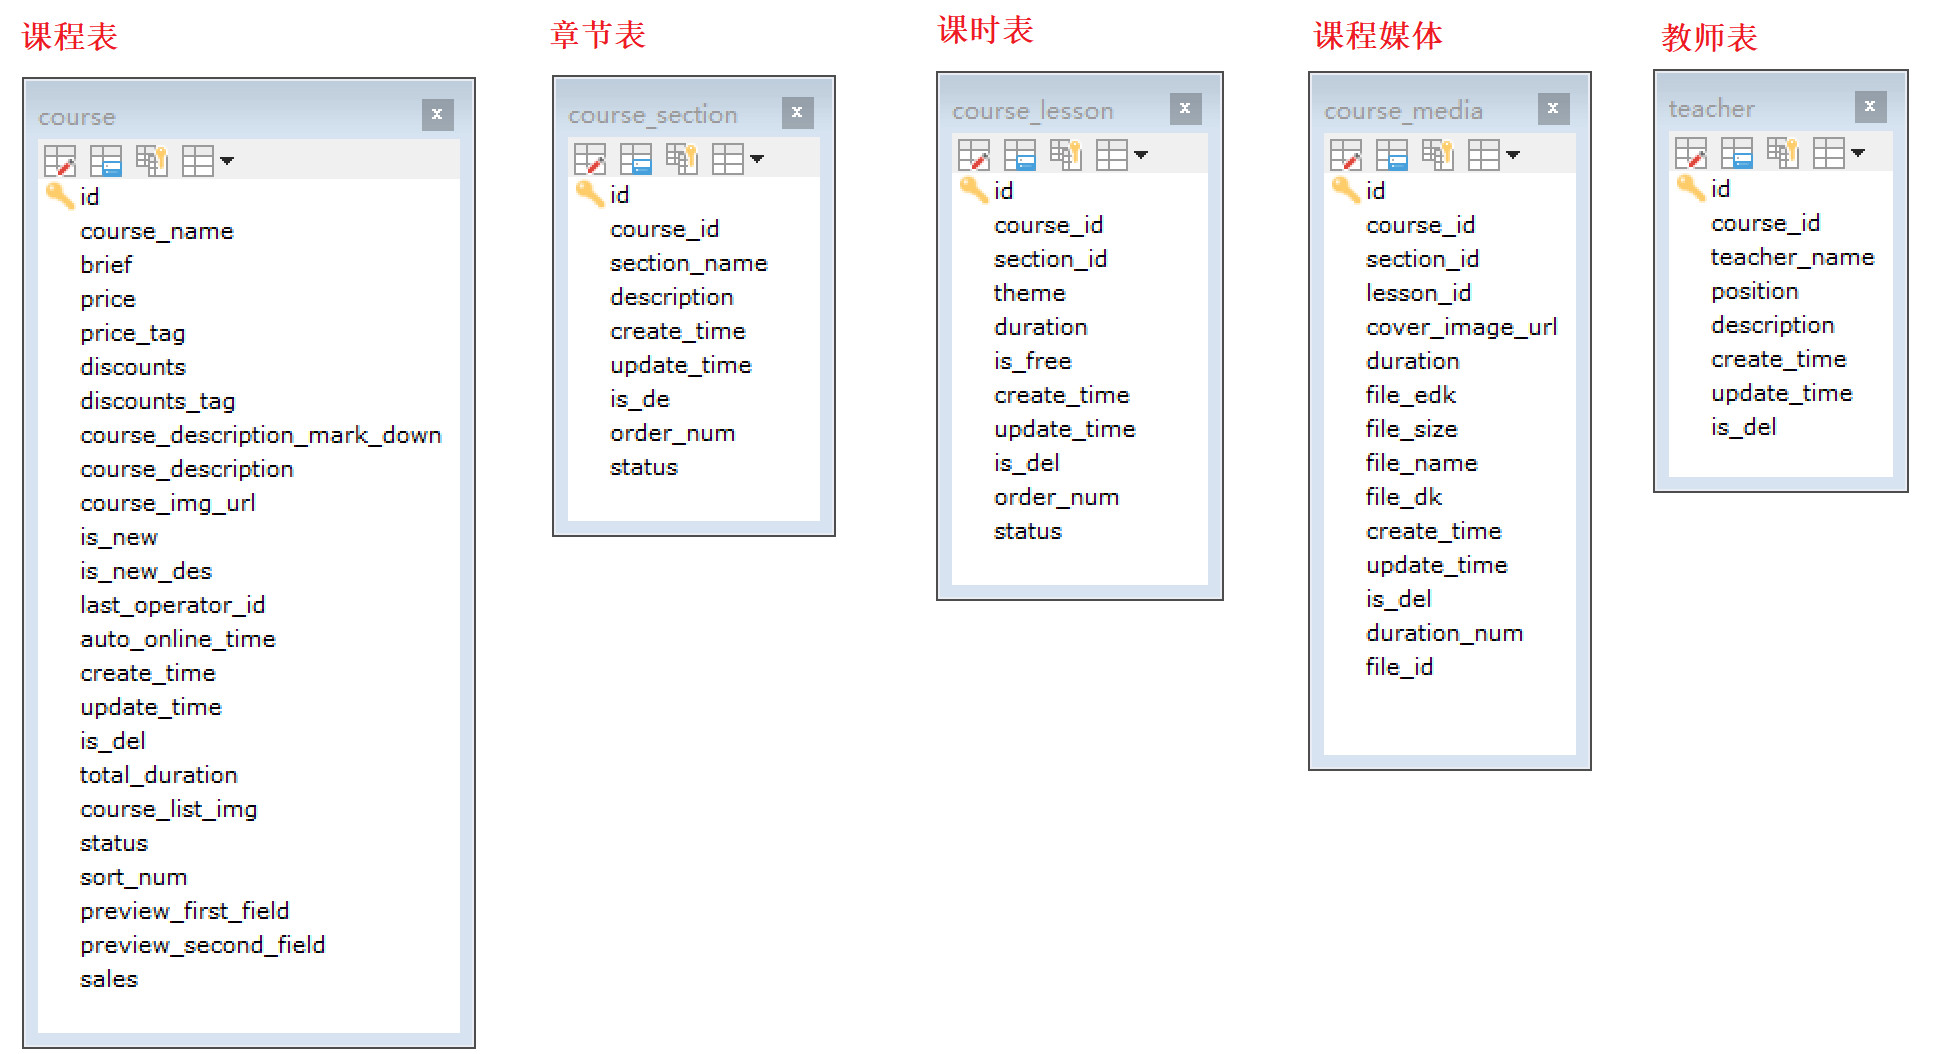 课程表
course
id
course_name
brief
price
price_tag
discounts
discounts_tag
course_description_mark_down
course_description
course_img_url
is_new
is_new_des
last_operator_id
auto_online_time
create_time
update_time
is_del
total_duration
course_list_img
status
sort_num
preview_first_field
preview_second_field
sales
章节表
course_section
id
course_id
section_name
description
create_time
update_time
is_de
order_num
status
课时表
course_lesson
id
course_id
section_id
theme
duration
is_free
create_time
update_time
is_del
order_num
status
课程媒体
course_media
id
course_id
section_id
lesson_id
cover_image_url
duration
file_edk
file_size
file_name
file_dk
create_time
update_time
is_del
duration_num
file_id
教师表
teacher
id
course_id
teacher_name
position
description
create_time
update_time
is_del